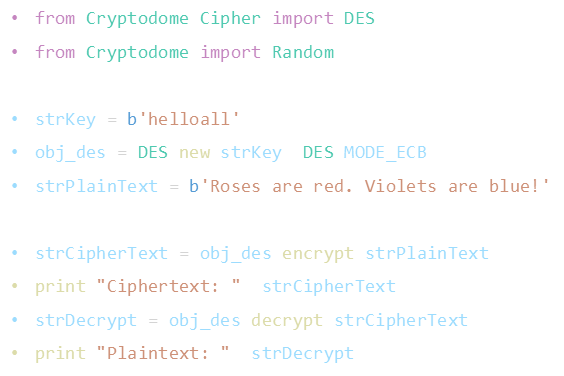 • from Cryptodome Cipher import DES
• from Cryptodome import Random
• strKey = b'helloall'
• obj_des = DES new strKey  DES MODE_ECB
• strPlainText = b'Roses are red. Violets are blue!'
• strCipherText = obj_des encrypt strPlainText
• print "Ciphertext: "  strCipherText
• strDecrypt = obj_des decrypt strCipherText
• print "Plaintext: "  strDecrypt